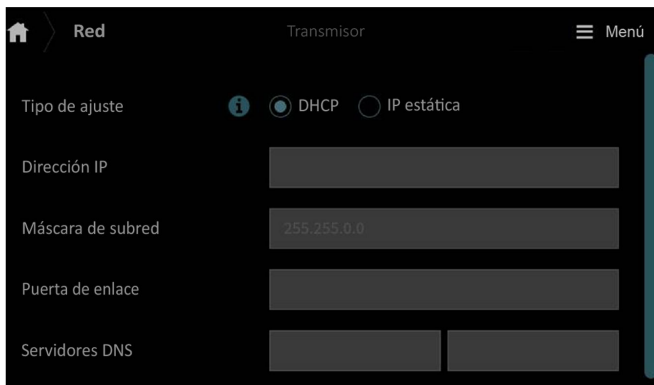 Red Transmisor Menú
Tipo de ajuste DHCP IP estática
Dirección IP
Máscara de subred 255.255.0.0
Puerta de enlace
Servidores DNS